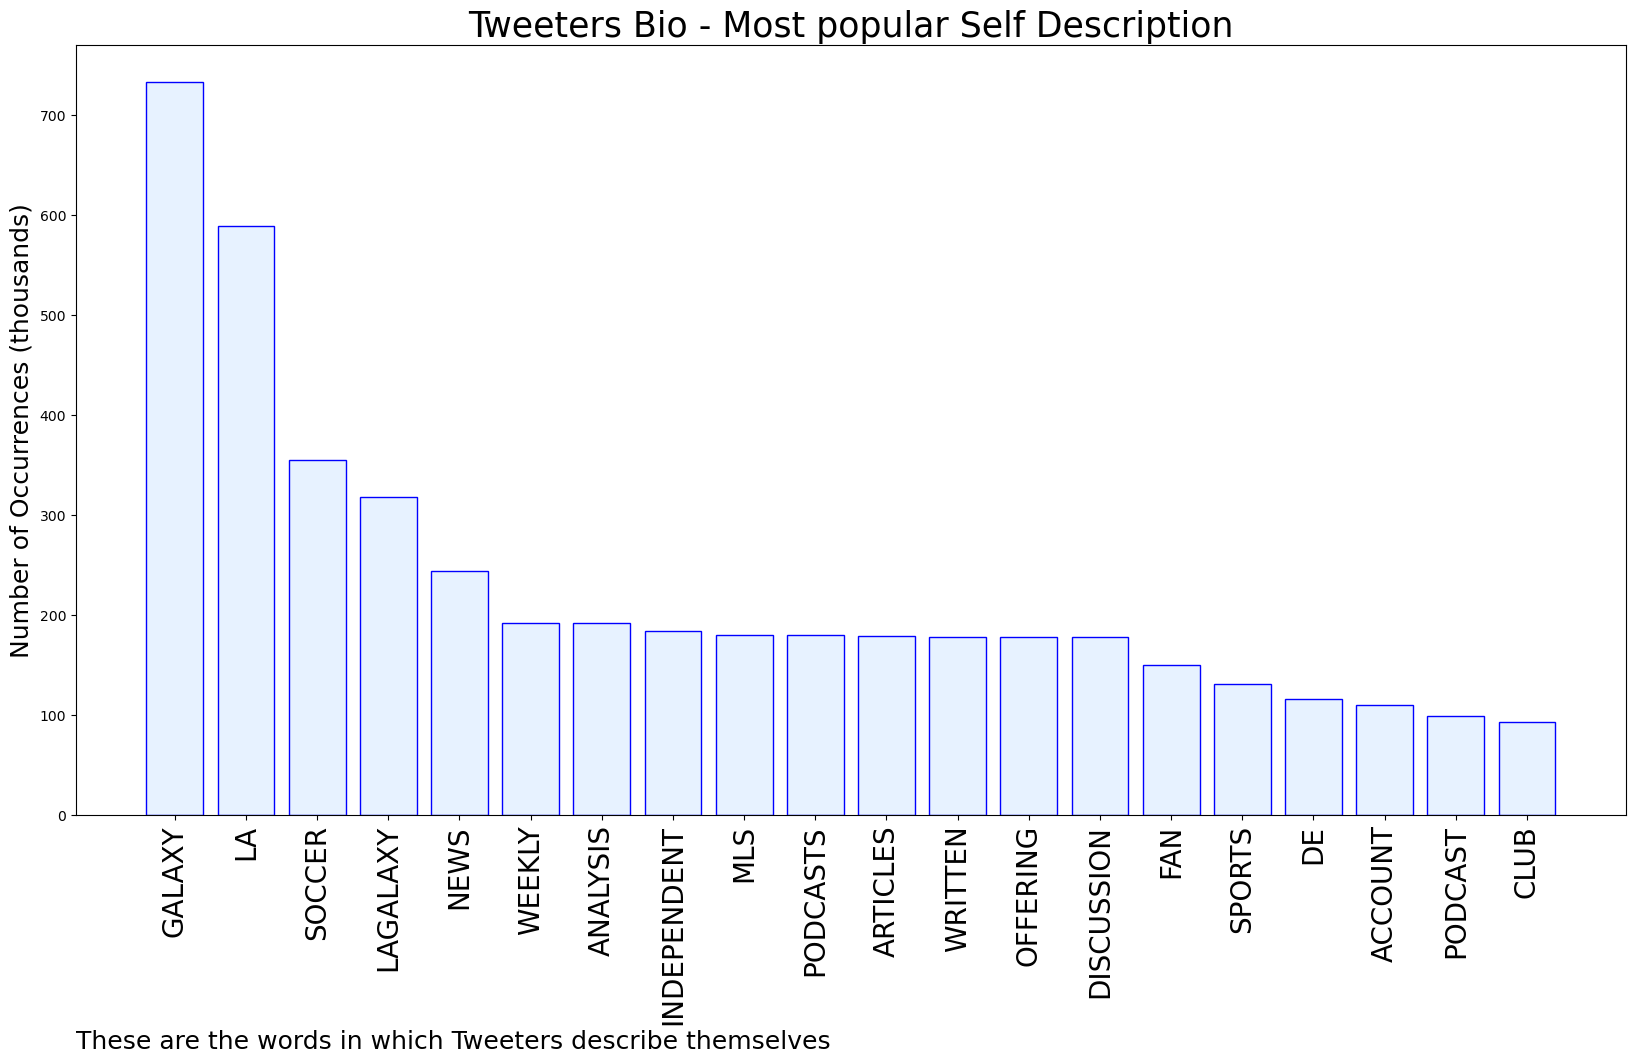 Tweeters Bio - Most popular Self Description
Number of Occurrences (thousands)
700
600
500
400
300
200
100
0
GALAXY
LA
SOCCER
LAGALAXY
NEWS
WEEKLY
ANALYSIS
INDEPENDENT
MLS
PODCASTS
ARTICLES
WRITTEN
OFFERING
DISCUSSION
FAN
SPORTS
DE
ACCOUNT
PODCAST
CLUB
These are the words in which Tweeters describe themselves